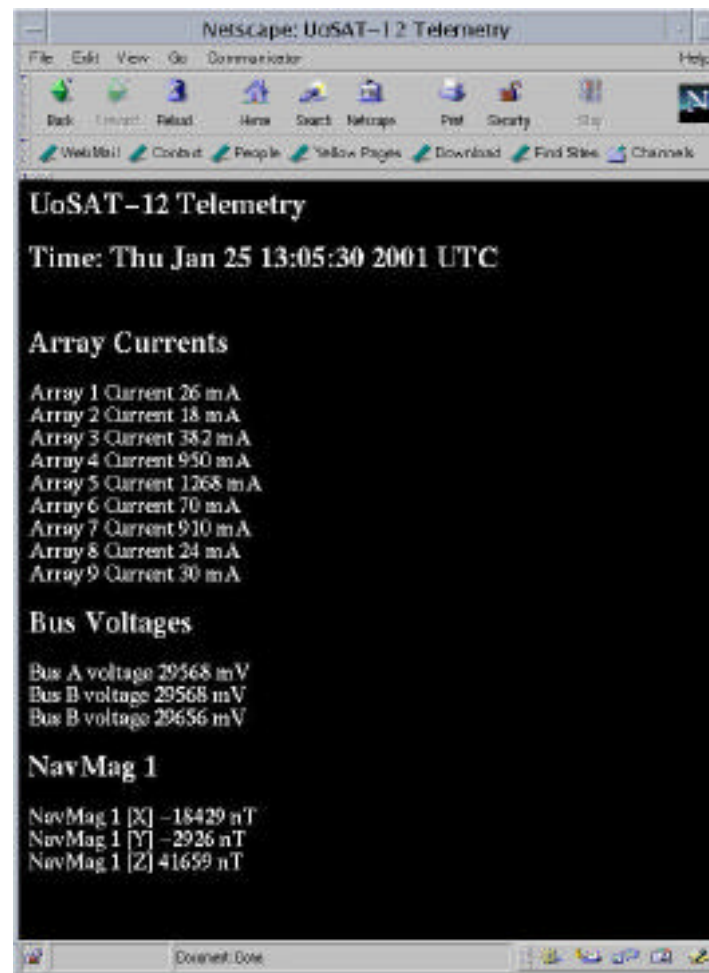 Netscape: UoSAT-12 Telemetry
File Edit View Go Communicator Help
Back Forward Reload Home Search Netscape Print Security Stop
WebMail Contact People Yellow Pages Download Find Sites Channels
UoSAT-12 Telemetry
Time: Thu Jan 25 13:05:30 2001 UTC
Array Currents
Array 1 Current 26 mA
Array 2 Current 18 mA
Array 3 Current 382 mA
Array 4 Current 950 mA
Array 5 Current 1268 mA
Array 6 Current 70 mA
Array 7 Current 910 mA
Array 8 Current 24 mA
Array 9 Current 30 mA
Bus Voltages
Bus A voltage 29568 mV
Bus B voltage 29568 mV
Bus B voltage 29656 mV
NavMag 1
NavMag 1 [X] -18429 nT
NavMag 1 [Y] -2926 nT
NavMag 1 [Z] 41659 nT
Document: Done